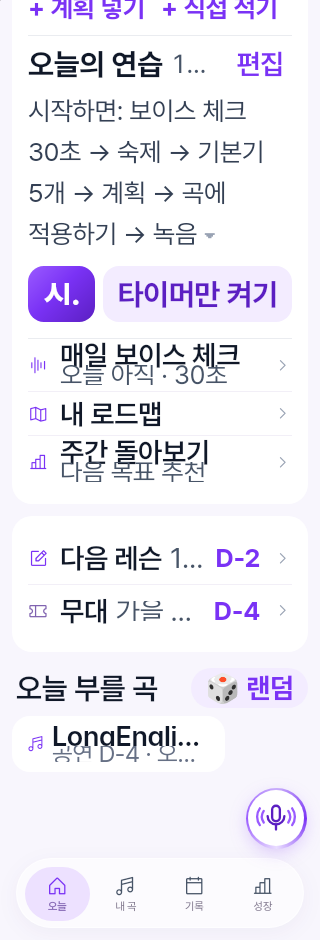 + 계획 넣기 + 직접 적기
오늘의 연습 1... 편집
시작하면: 보이스 체크
30초 → 숙제 → 기본기
5개 → 계획 → 곡에
적용하기 → 녹음
시. 타이머만 켜기
매일 보이스 체크
오늘 아직 · 30초
내 로드맵
주간 돌아보기
다음 목표 추천
다음 레슨 1... D-2
무대 가을 ... D-4
오늘 부를 곡 랜덤
LongEngli...
공연 D-4 · 오...
오늘 내 곡 기록 성장